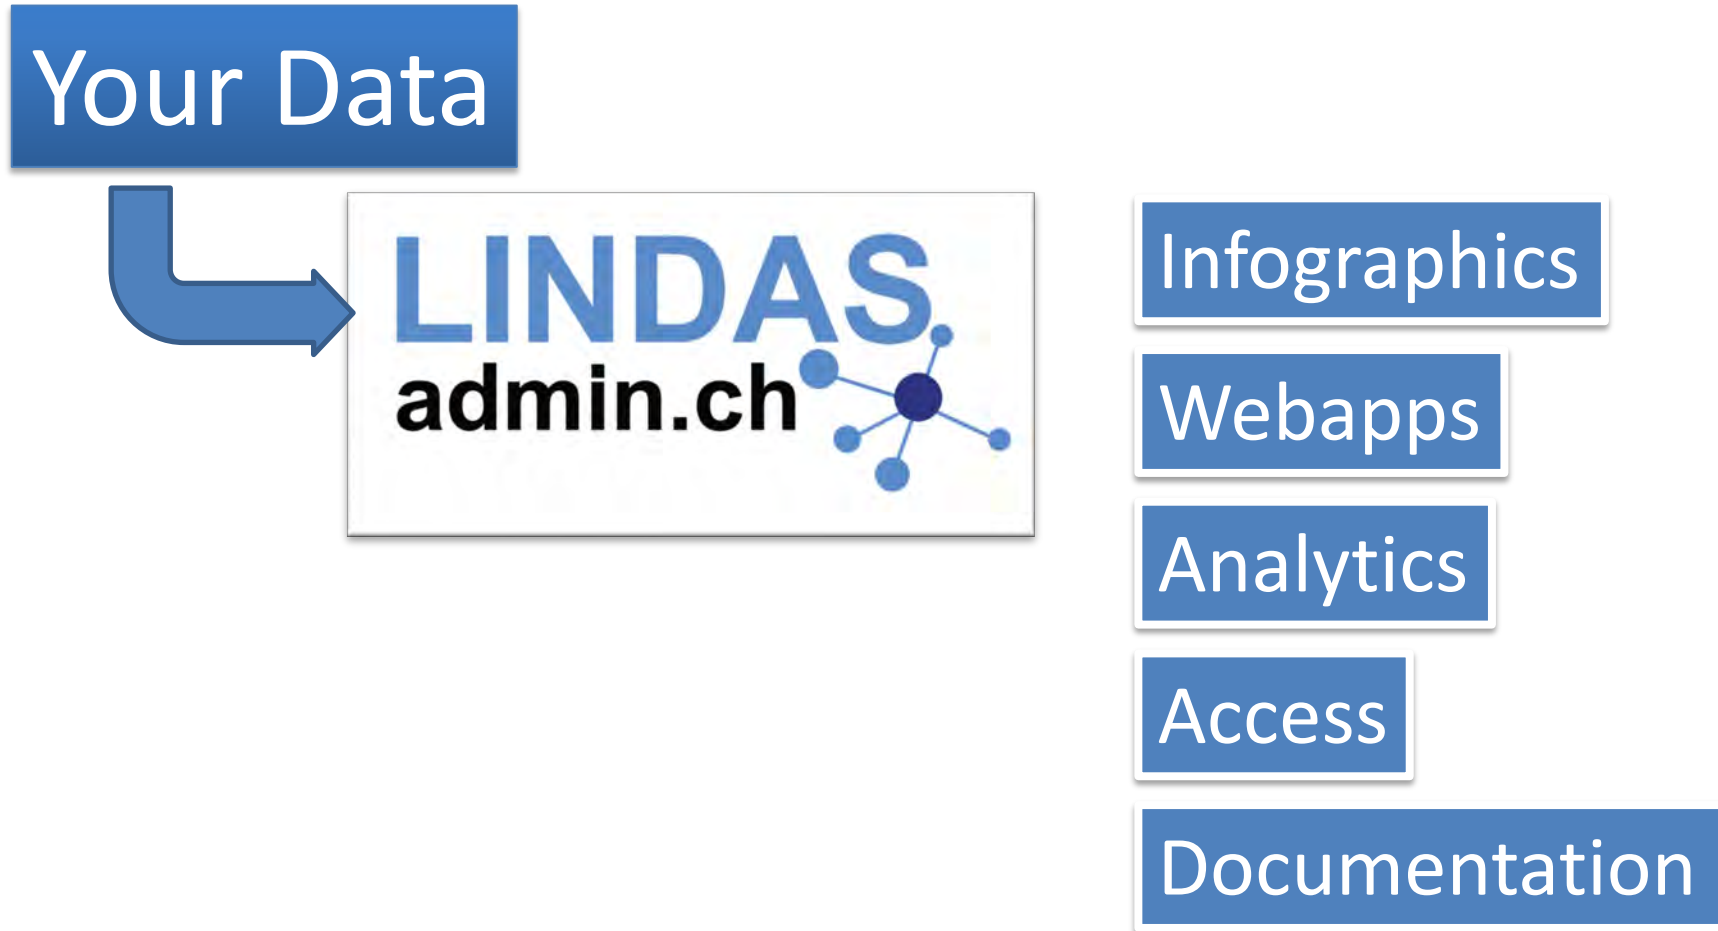 Your Data
LINDAS
admin.ch
Infographics
Webapps
Analytics
Access
Documentation